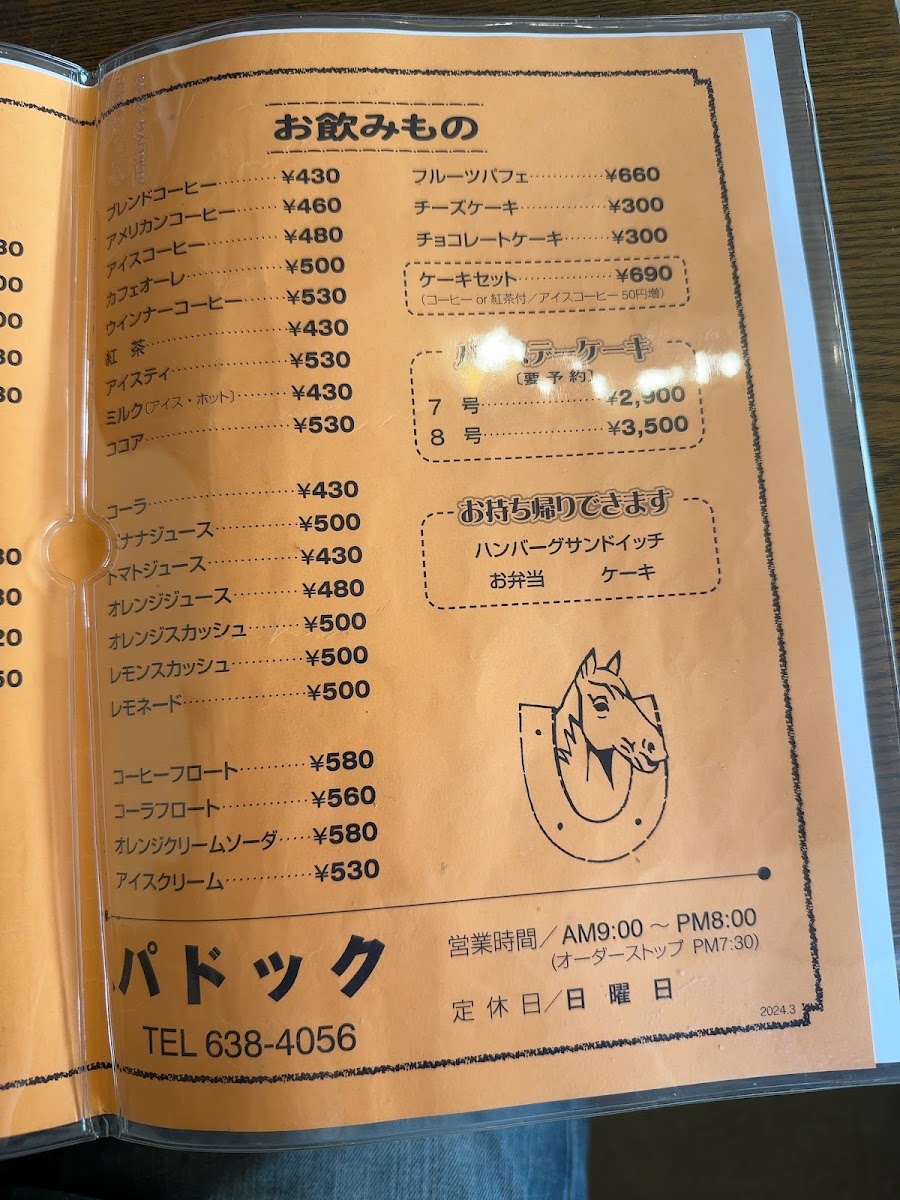 お飲みもの
ブレンドコーヒー………¥430
アメリカンコーヒー……¥460
アイスコーヒー…………¥480
カフェオーレ……………¥500
ウインナーコーヒー……¥530
紅　茶……………………¥430
アイスティ………………¥530
ミルク〔アイス・ホット〕……¥430
ココア……………………¥530
コーラ……………………¥430
バナナジュース…………¥500
トマトジュース…………¥430
オレンジジュース………¥480
オレンジスカッシュ……¥500
レモンスカッシュ………¥500
レモネード………………¥500
コーヒーフロート………¥580
コーラフロート…………¥560
オレンジクリームソーダ……¥580
アイスクリーム…………¥530
フルーツパフェ…………¥660
チーズケーキ……………¥300
チョコレートケーキ……¥300
ケーキセット……………¥690
（コーヒー or 紅茶付／アイスコーヒー 50円増）
デーケーキ
〔要 予 約〕
7　号……………………¥2,900
8　号……………………¥3,500
お持ち帰りできます
ハンバーグサンドイッチ
お弁当　ケーキ
パドック
TEL 638-4056
営業時間／AM9:00 〜 PM8:00
(オーダーストップ PM7:30)
定 休 日／日 曜 日
2024.3
30
00
00
30
30
30
30
20
50